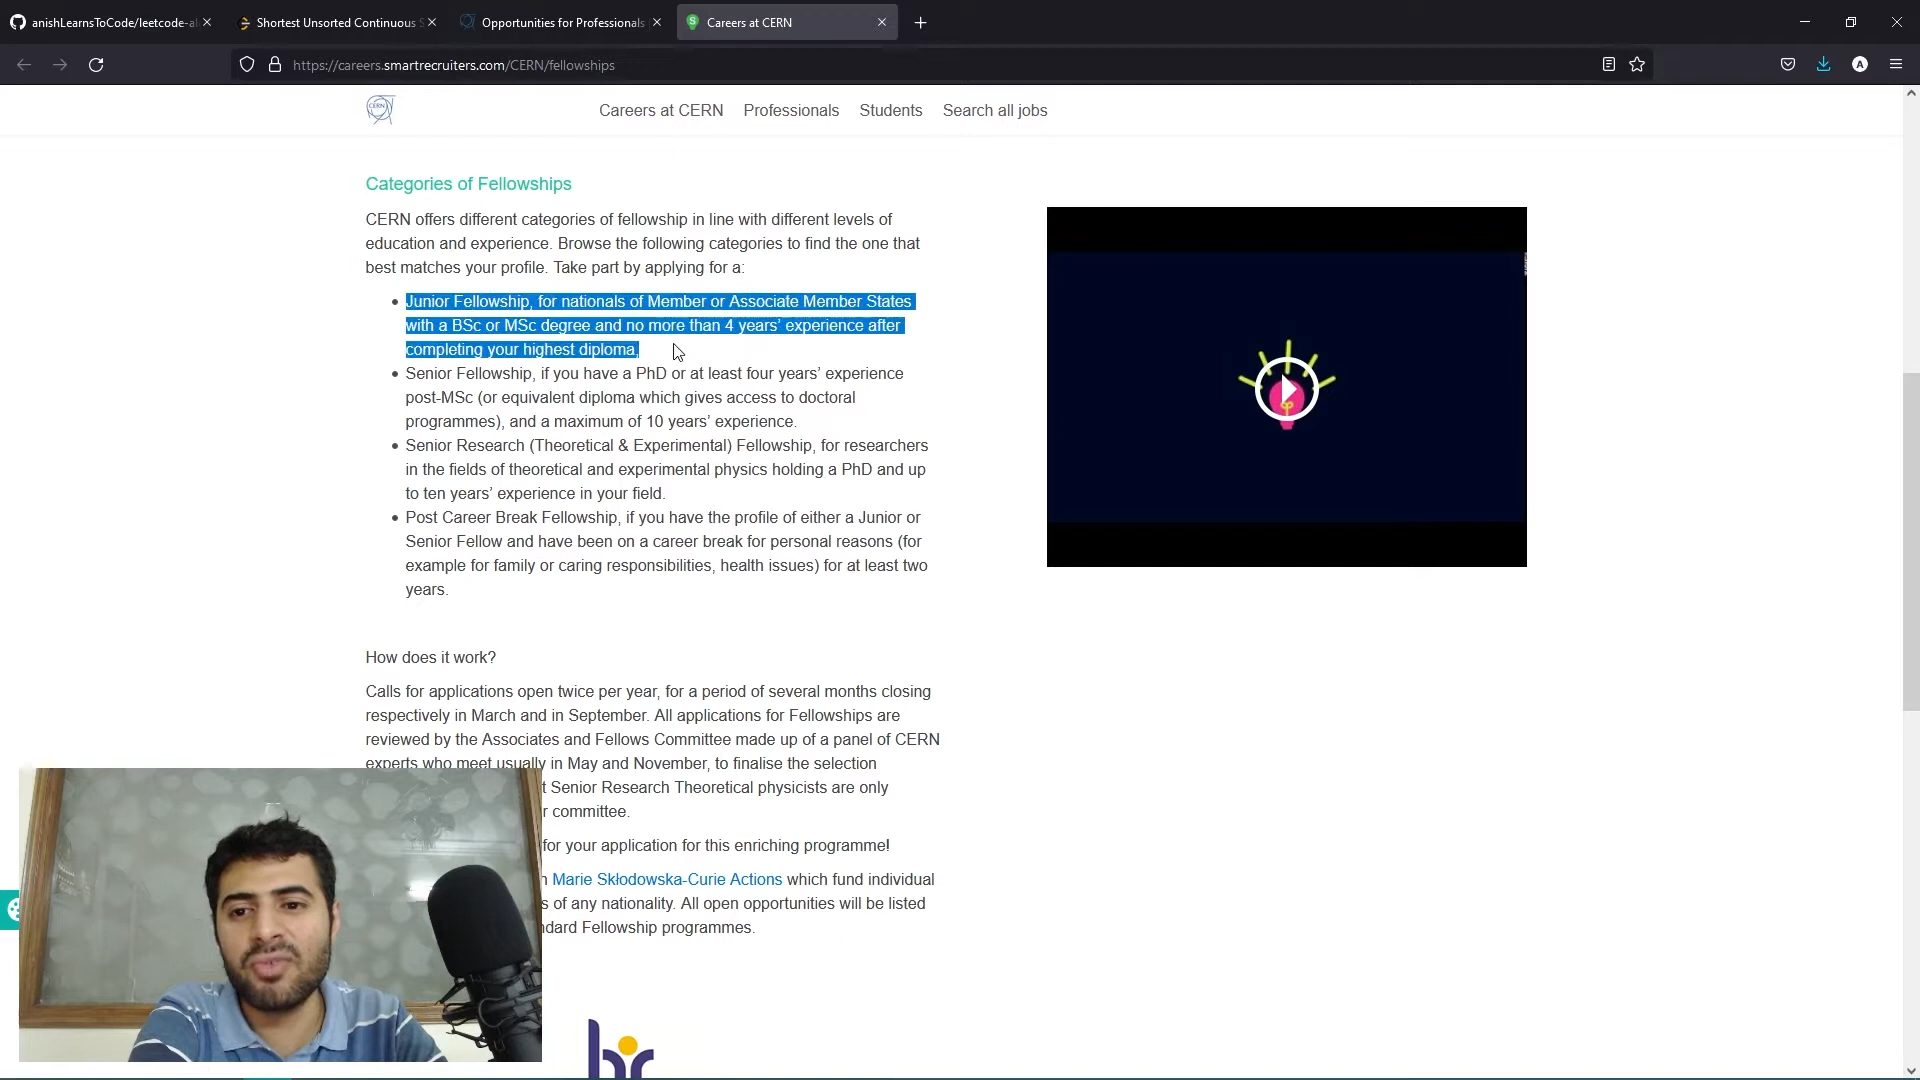 anishLearnsToCode/leetcode-al
Shortest Unsorted Continuous S
Opportunities for Professionals
Careers at CERN
https://careers.smartrecruiters.com/CERN/fellowships
A
CERN
Careers at CERN
Professionals
Students
Search all jobs
Categories of Fellowships
CERN offers different categories of fellowship in line with different levels of
education and experience. Browse the following categories to find the one that
best matches your profile. Take part by applying for a:
• Junior Fellowship, for nationals of Member or Associate Member States
with a BSc or MSc degree and no more than 4 years’ experience after
completing your highest diploma,
• Senior Fellowship, if you have a PhD or at least four years’ experience
post-MSc (or equivalent diploma which gives access to doctoral
programmes), and a maximum of 10 years’ experience.
• Senior Research (Theoretical & Experimental) Fellowship, for researchers
in the fields of theoretical and experimental physics holding a PhD and up
to ten years’ experience in your field.
• Post Career Break Fellowship, if you have the profile of either a Junior or
Senior Fellow and have been on a career break for personal reasons (for
example for family or caring responsibilities, health issues) for at least two
years.
How does it work?
Calls for applications open twice per year, for a period of several months closing
respectively in March and in September. All applications for Fellowships are
reviewed by the Associates and Fellows Committee made up of a panel of CERN
experts who meet usually in May and November, to finalise the selection
t Senior Research Theoretical physicists are only
r committee.
for your application for this enriching programme!
n Marie Skłodowska-Curie Actions which fund individual
s of any nationality. All open opportunities will be listed
ndard Fellowship programmes.
hr